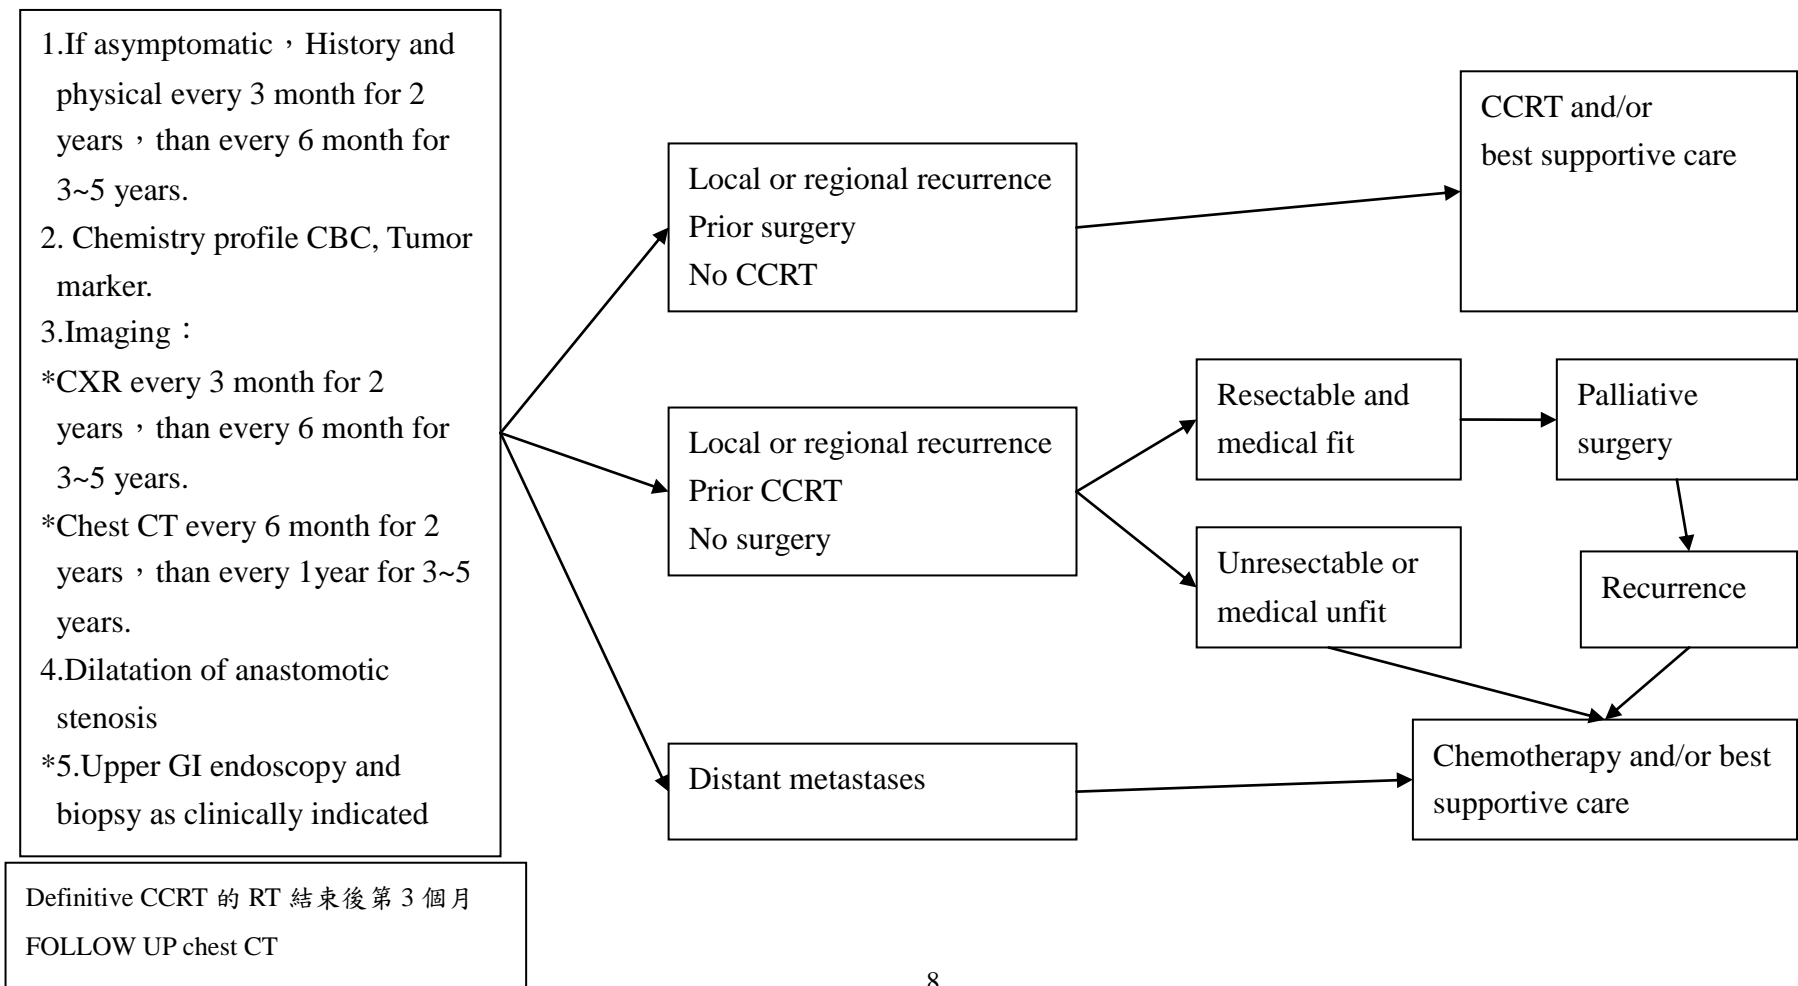 1.If asymptomatic，History and
physical every 3 month for 2
years，than every 6 month for
3~5 years.
2. Chemistry profile CBC, Tumor
marker.
3.Imaging：
*CXR every 3 month for 2
years，than every 6 month for
3~5 years.
*Chest CT every 6 month for 2
years，than every 1year for 3~5
years.
4.Dilatation of anastomotic
stenosis
*5.Upper GI endoscopy and
biopsy as clinically indicated
Definitive CCRT 的 RT 結束後第 3 個月
FOLLOW UP chest CT
Local or regional recurrence
Prior surgery
No CCRT
CCRT and/or
best supportive care
Local or regional recurrence
Prior CCRT
No surgery
Resectable and
medical fit
Palliative
surgery
Unresectable or
medical unfit
Recurrence
Distant metastases
Chemotherapy and/or best
supportive care
8